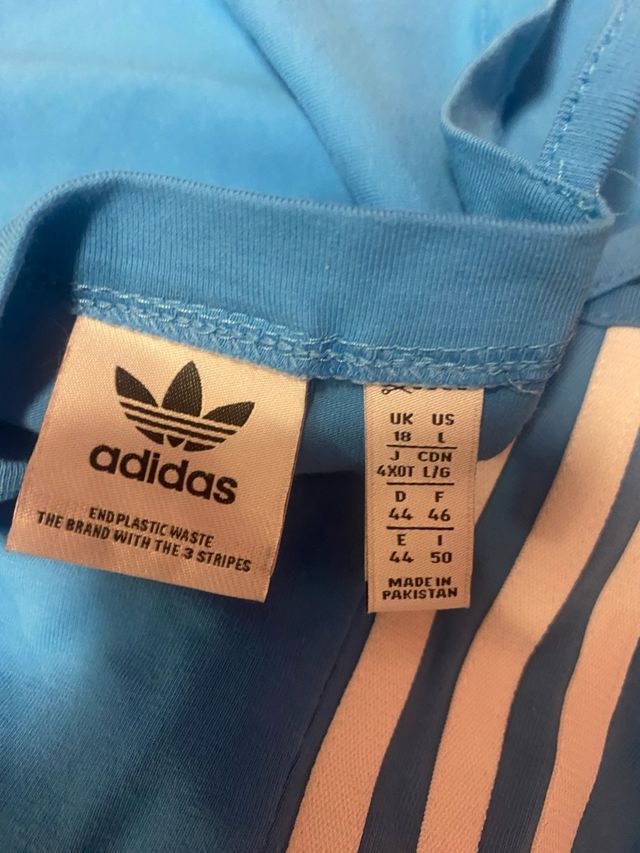 adidas
END PLASTIC WASTE
THE BRAND WITH THE 3 STRIPES
UK US
18 L
J CDN
4XOT L/G
D F
44 46
E I
44 50
MADE IN
PAKISTAN